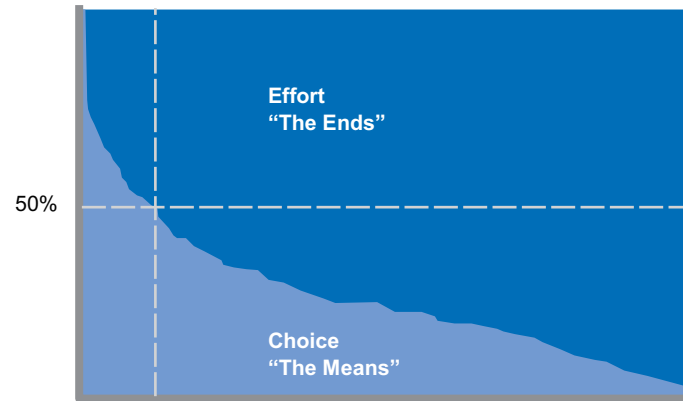 Effort
“The Ends”
50%
Choice
“The Means”